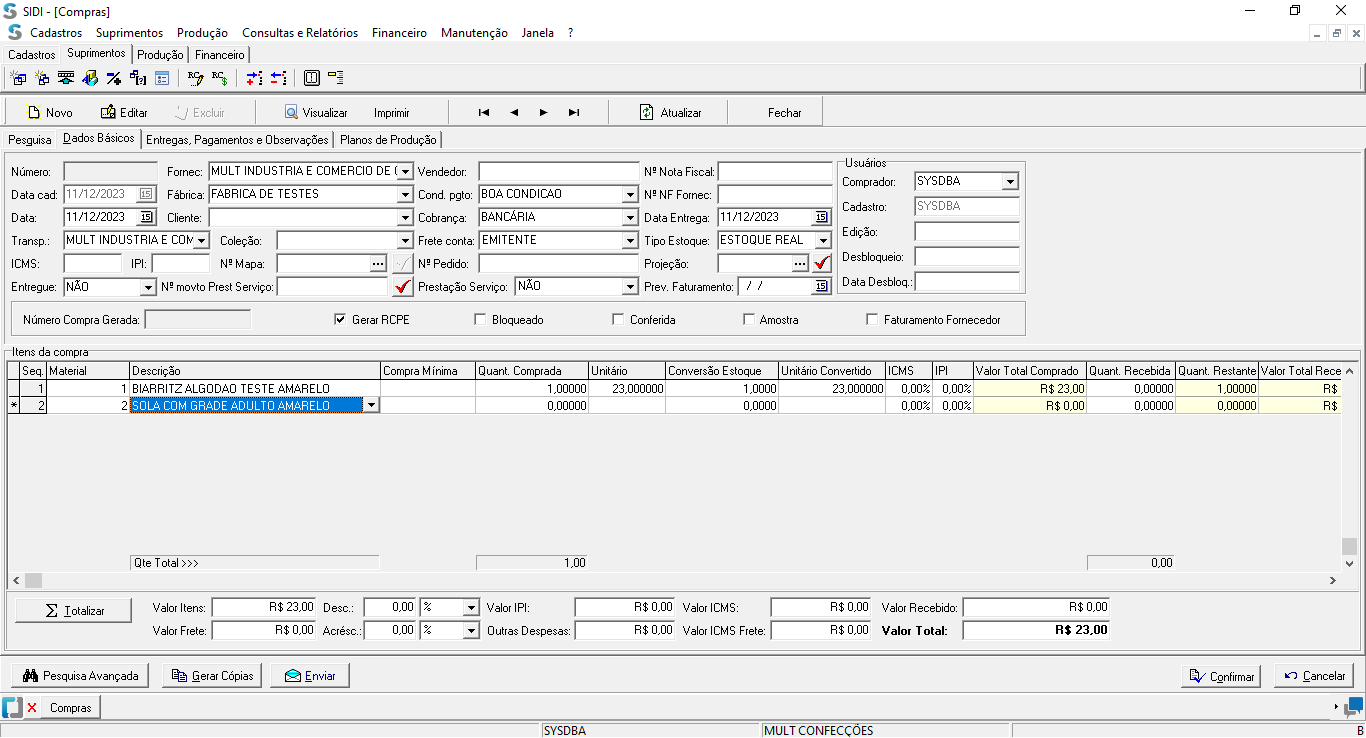 SIDI - [Compras]
Cadastros Suprimentos Produção Consultas e Relatórios Financeiro Manutenção Janela ?
Cadastros Suprimentos Produção Financeiro
Novo Editar Excluir Visualizar Imprimir Atualizar Fechar
Pesquisa Dados Básicos Entregas, Pagamentos e Observações Planos de Produção
Usuários
Número: Fornec: MULT INDUSTRIA E COMERCIO DE ( Vendedor: Nº Nota Fiscal: Comprador: SYSDBA
Data cad: 11/12/2023 15 Fábrica: FABRICA DE TESTES Cond. pgto: BOA CONDICAO Nº NF Fornec: Cadastro: SYSDBA
Data: 11/12/2023 15 Cliente: Cobrança: BANCÁRIA Data Entrega: 11/12/2023 15 Edição:
Transp.: MULT INDUSTRIA E COM Coleção: Frete conta: EMITENTE Tipo Estoque: ESTOQUE REAL
ICMS: IPI: Nº Mapa: ... Nº Pedido: Projeção: ... Desbloqueio:
Entregue: NÃO Nº movto Prest Serviço: Prestação Serviço: NÃO Prev. Faturamento: / / 15 Data Desbloq.:
Número Compra Gerada: Gerar RCPE Bloqueado Conferida Amostra Faturamento Fornecedor
Itens da compra
Seq. Material Descrição Compra Mínima Quant. Comprada Unitário Conversão Estoque Unitário Convertido ICMS IPI Valor Total Comprado Quant. Recebida Quant. Restante Valor Total Rece
1 1 BIARRITZ ALGODAO TESTE AMARELO 1,00000 23,000000 1,0000 23,000000 0,00% 0,00% R$ 23,00 0,00000 1,00000 R$
* 2 2 SOLA COM GRADE ADULTO AMARELO 0,00000 0,0000 0,00% 0,00% R$ 0,00 0,00000 0,00000 R$
Qte Total >>> 1,00 0,00
Σ Totalizar Valor Itens: R$ 23,00 Desc.: 0,00 % Valor IPI: R$ 0,00 Valor ICMS: R$ 0,00 Valor Recebido: R$ 0,00
Valor Frete: R$ 0,00 Acrésc.: 0,00 % Outras Despesas: R$ 0,00 Valor ICMS Frete: R$ 0,00 Valor Total: R$ 23,00
Pesquisa Avançada Gerar Cópias Enviar Confirmar Cancelar
Compras
SYSDBA MULT CONFECÇÕES B